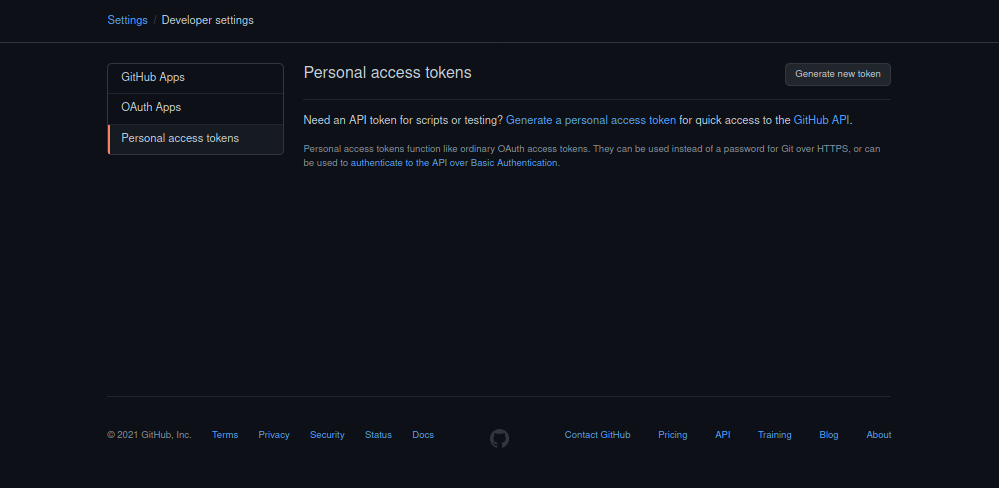 Settings / Developer settings
GitHub Apps
OAuth Apps
Personal access tokens
Personal access tokens
Generate new token
Need an API token for scripts or testing? Generate a personal access token for quick access to the GitHub API.
Personal access tokens function like ordinary OAuth access tokens. They can be used instead of a password for Git over HTTPS, or can
be used to authenticate to the API over Basic Authentication.
© 2021 GitHub, Inc. Terms Privacy Security Status Docs Contact GitHub Pricing API Training Blog About